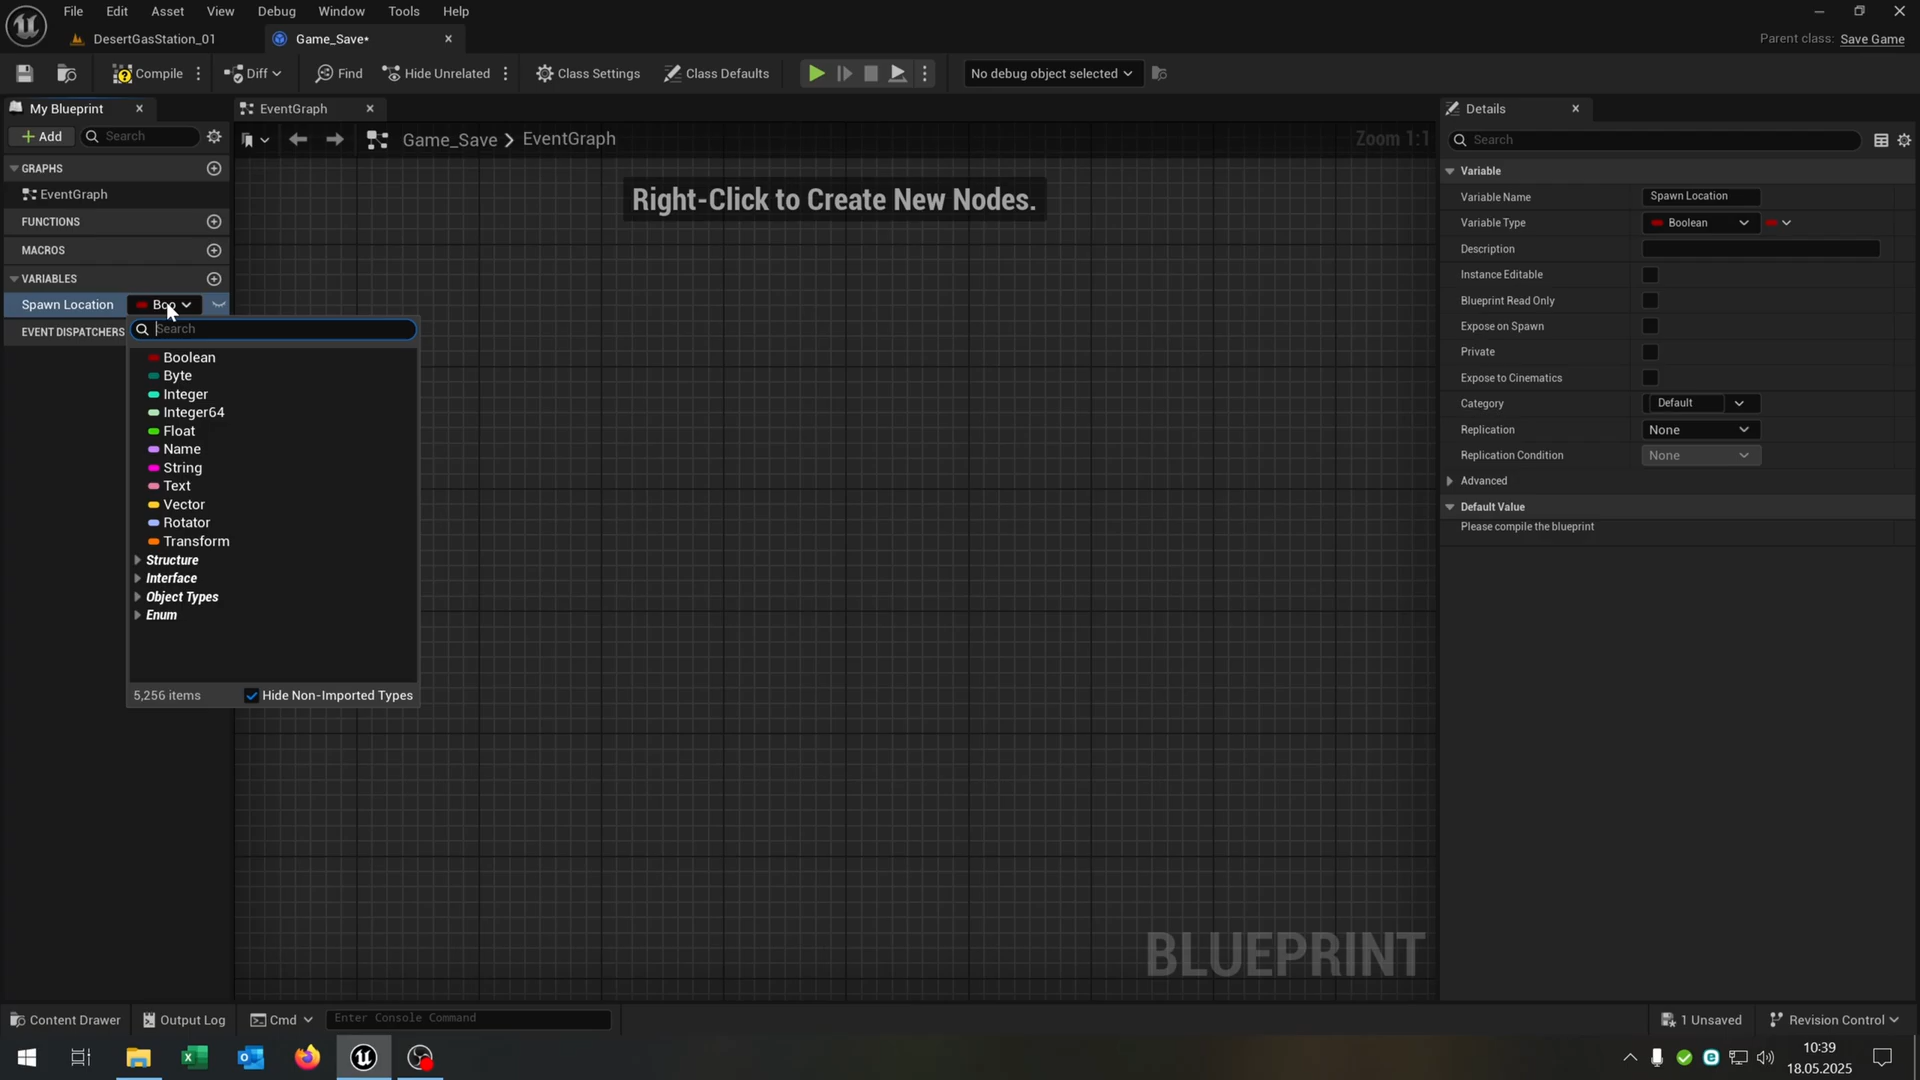 File Edit Asset View Debug Window Tools Help
DesertGasStation_01 Game_Save*
Parent class: Save Game
Compile Diff Find Hide Unrelated Class Settings Class Defaults No debug object selected
My Blueprint EventGraph Details
Add Search Game_Save EventGraph Zoom 1:1 Search
GRAPHS
EventGraph
FUNCTIONS
MACROS
VARIABLES
Spawn Location Boo
EVENT DISPATCHERS
Search
Boolean
Byte
Integer
Integer64
Float
Name
String
Text
Vector
Rotator
Transform
Structure
Interface
Object Types
Enum
5,256 items Hide Non-Imported Types
Right-Click to Create New Nodes.
BLUEPRINT
Variable
Variable Name Spawn Location
Variable Type Boolean
Description
Instance Editable
Blueprint Read Only
Expose on Spawn
Private
Expose to Cinematics
Category Default
Replication None
Replication Condition None
Advanced
Default Value
Please compile the blueprint
Content Drawer Output Log Cmd Enter Console Command 1 Unsaved Revision Control
10:39
18.05.2025